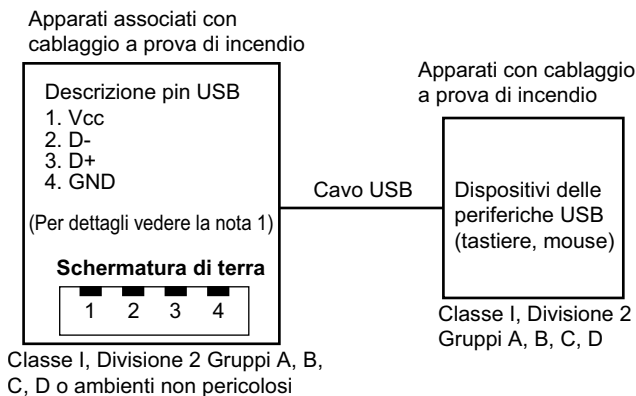 Apparati associati con
cablaggio a prova di incendio
Descrizione pin USB
1. Vcc
2. D-
3. D+
4. GND
(Per dettagli vedere la nota 1)
Schermatura di terra
1 2 3 4
Classe I, Divisione 2 Gruppi A, B,
C, D o ambienti non pericolosi
Cavo USB
Apparati con cablaggio
a prova di incendio
Dispositivi delle
periferiche USB
(tastiere, mouse)
Classe I, Divisione 2
Gruppi A, B, C, D